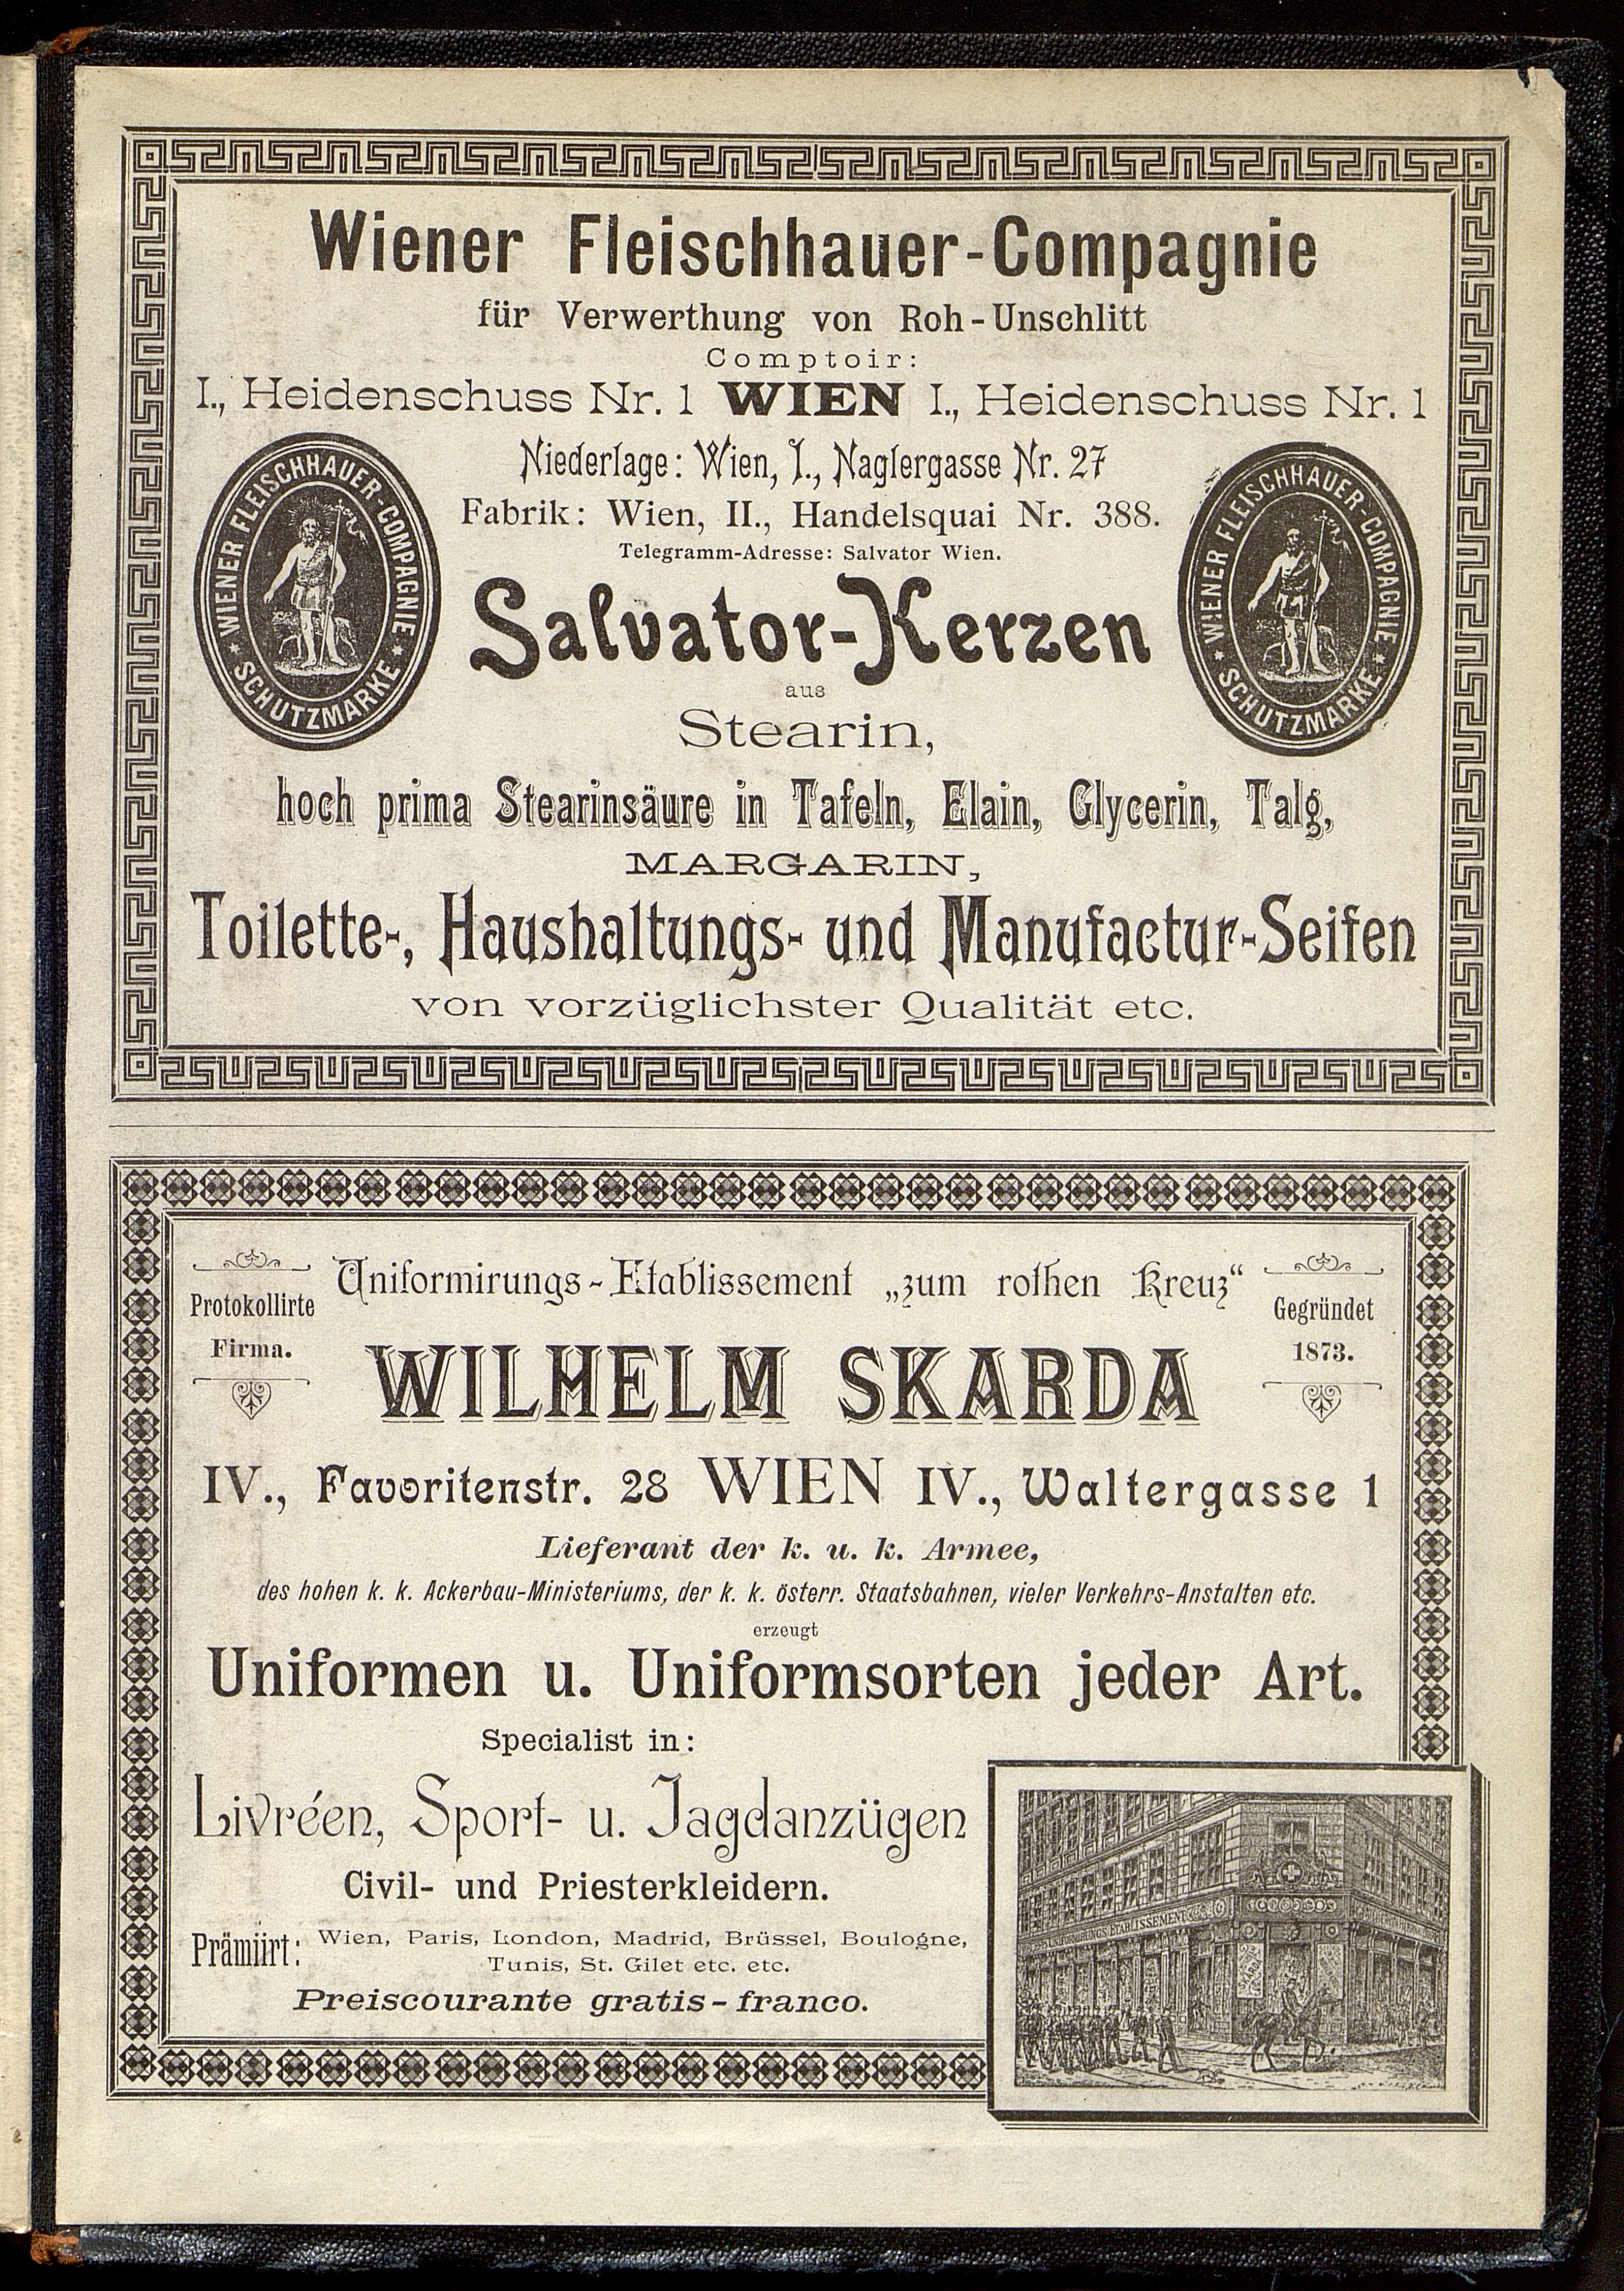 Wiener Fleischhauer-Compagnie
für Verwerthung von Roh-Unschlitt
Comptoir:
I., Heidenschuss Nr. 1 WIEN I., Heidenschuss Nr. 1
Niederlage: Wien, I., Naglergasse Nr. 27
Fabrik: Wien, II., Handelsquai Nr. 388.
Telegramm-Adresse: Salvator Wien.
WIENER FLEISCHHAUER-COMPAGNIE
* SCHUTZMARKE *
WIENER FLEISCHHAUER-COMPAGNIE
* SCHUTZMARKE *
Salvator-Kerzen
aus
Stearin,
hoch prima Stearinsäure in Tafeln, Elain, Glycerin, Talg,
MARGARIN,
Toilette-, Haushaltungs- und Manufactur-Seifen
von vorzüglichster Qualität etc.
Uniformirungs-Etablissement „zum rothen Kreuz“
Protokollirte
Firma.
Gegründet
1873.
WILHELM SKARDA
IV., Favoritenstr. 28 WIEN IV., Waltergasse 1
Lieferant der k. u. k. Armee,
des hohen k. k. Ackerbau-Ministeriums, der k. k. österr. Staatsbahnen, vieler Verkehrs-Anstalten etc.
erzeugt
Uniformen u. Uniformsorten jeder Art.
Specialist in:
Livréen, Sport- u. Jagdanzügen
Civil- und Priesterkleidern.
Prämiirt: Wien, Paris, London, Madrid, Brüssel, Boulogne,
Tunis, St. Gilet etc. etc.
Preiscourante gratis-franco.
ETABLISSEMENT
SKARDA